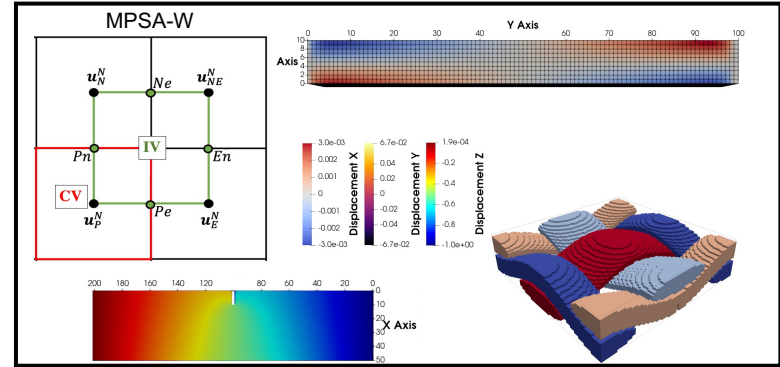 MPSA-W
u_N^N
Ne
u_NE^N
Pn
IV
En
CV
u_P^N
Pe
u_E^N
Y Axis
0 10 20 30 40 50 60 70 80 90 100
Axis
10
8
6
4
2
0
3.0e-03
0.002
0.001
0
-0.001
-0.002
-3.0e-03
Displacement X
6.7e-02
0.04
0.02
0
-0.02
-0.04
-6.7e-02
Displacement Y
1.9e-04
-0.2
-0.4
-0.6
-0.8
-1.0e+00
Displacement Z
200 180 160 140 120 100 80 60 40 20 0
0
10
20
30
40
50
X Axis